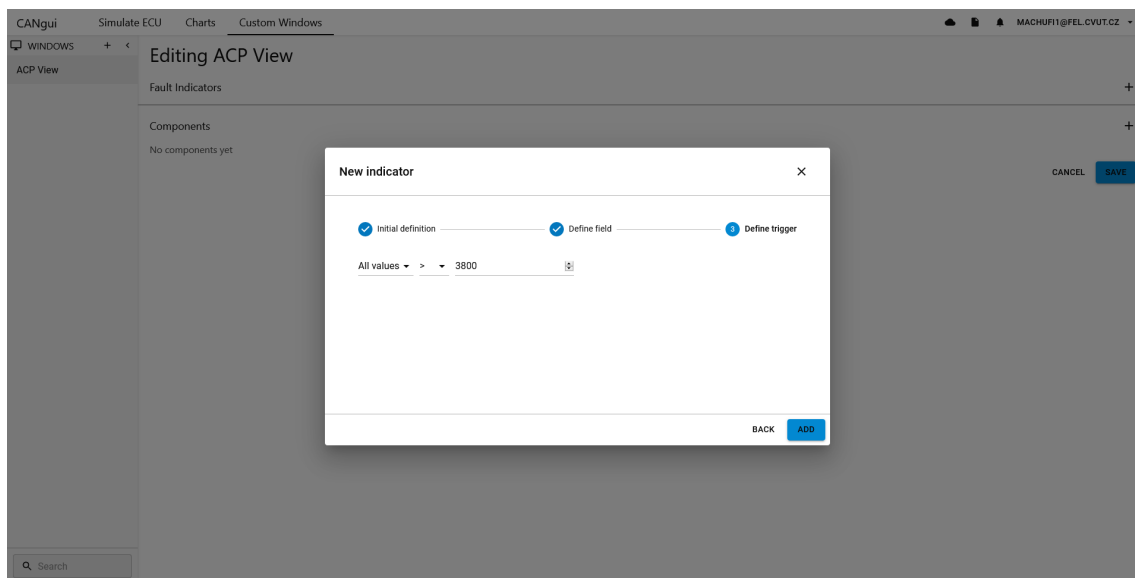 CANgui Simulate ECU Charts Custom Windows MACHUFI1@FEL.CVUT.CZ
WINDOWS + <
ACP View
Editing ACP View
Fault Indicators +
Components +
No components yet
CANCEL SAVE
New indicator ×
Initial definition Define field 3 Define trigger
All values > 3800
BACK ADD
Search